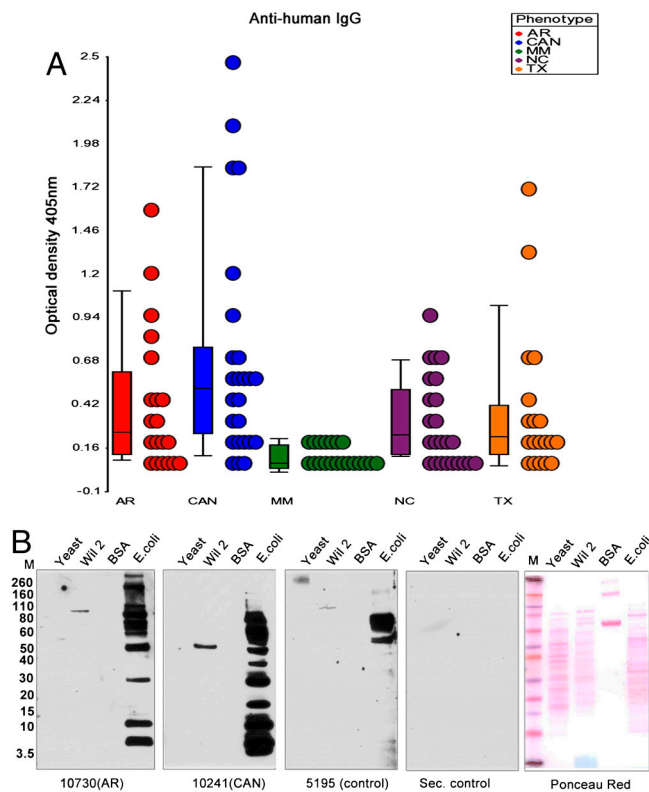 Anti-human IgG
Phenotype
AR
CAN
MM
NC
TX
A
Optical density 405nm
2.5
2.24
1.98
1.72
1.46
1.2
0.94
0.68
0.42
0.16
-0.1
AR CAN MM NC TX
B
M Yeast Wil 2 BSA E.coli
Yeast Wil 2 BSA E.coli
Yeast Wil 2 BSA E.coli
Yeast Wil 2 BSA E.coli
M Yeast Wil 2 BSA E.coli
260
160
110
80
60
50
40
30
20
15
10
3.5
10730(AR) 10241(CAN) 5195 (control) Sec. control Ponceau Red